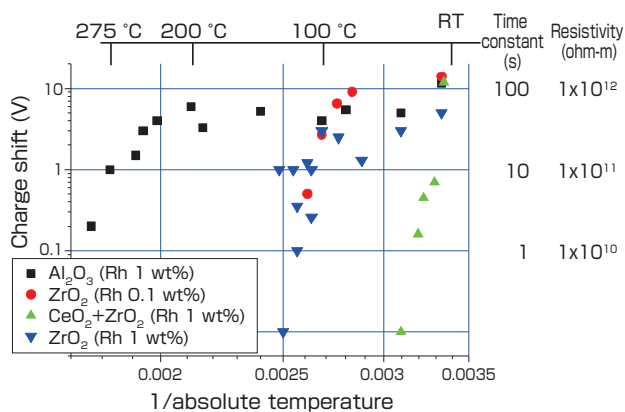 275 °C 200 °C 100 °C RT
Time constant (s)
Resistivity (ohm-m)
Charge shift (V)
10 100 1x10¹²
1 10 1x10¹¹
0.1 1 1x10¹⁰
Al₂O₃ (Rh 1 wt%)
ZrO₂ (Rh 0.1 wt%)
CeO₂+ZrO₂ (Rh 1 wt%)
ZrO₂ (Rh 1 wt%)
0.002 0.0025 0.003 0.0035
1/absolute temperature